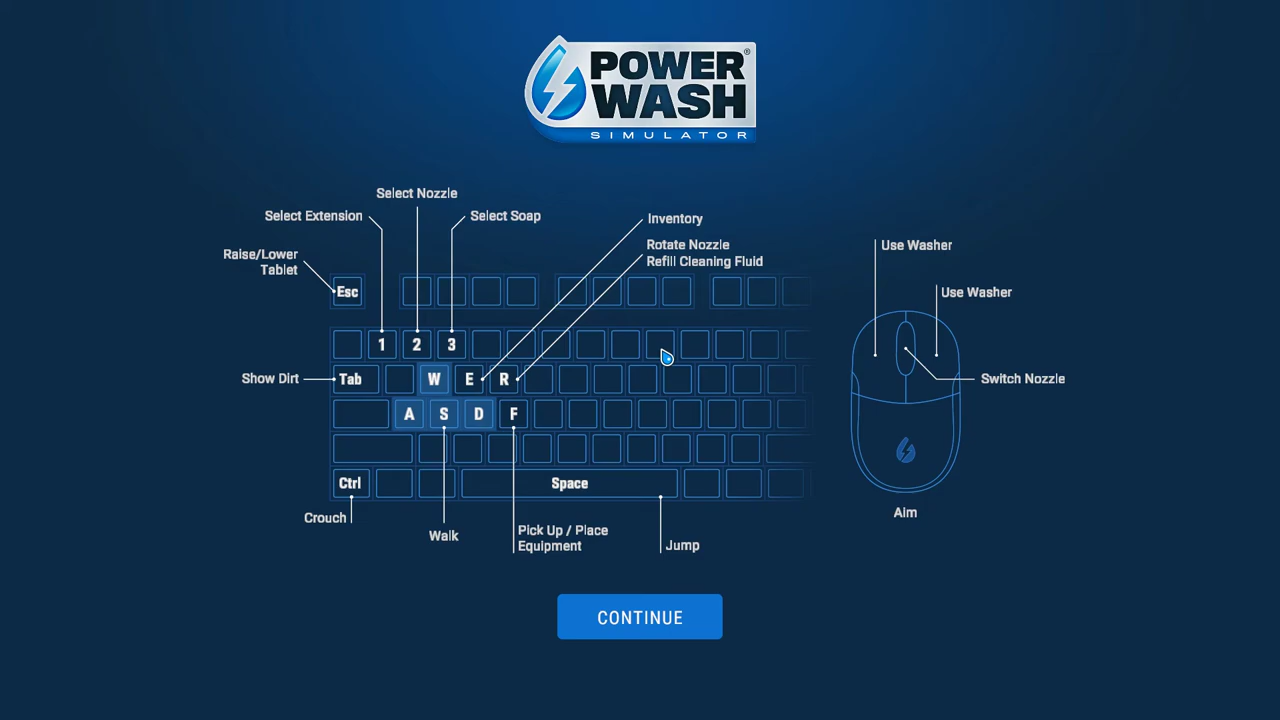 POWER®
WASH
SIMULATOR
Select Nozzle
Select Extension
Select Soap
Inventory
Raise/Lower
Tablet
Rotate Nozzle
Refill Cleaning Fluid
Use Washer
Use Washer
Esc
1 2 3
Show Dirt
Tab W E R
Switch Nozzle
A S D F
Ctrl Space
Crouch
Walk
Pick Up / Place
Equipment
Jump
Aim
CONTINUE